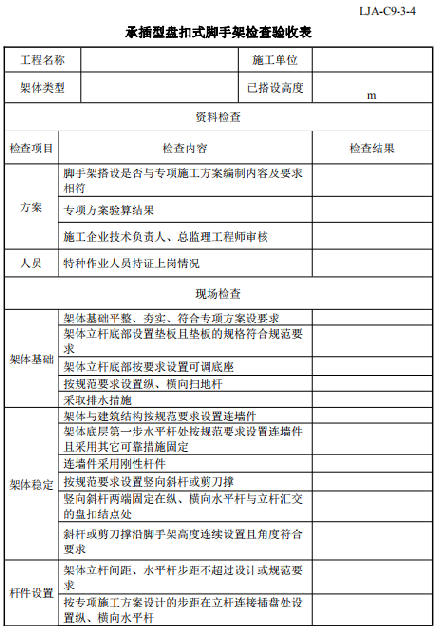 LJA-C9-3-4
承插型盘扣式脚手架检查验收表
工程名称 施工单位
架体类型 已搭设高度 m
资料检查
检查项目 检查内容 检查结果
方案
脚手架搭设是否与专项施工方案编制内容及要求
相符
专项方案验算结果
施工企业技术负责人、总监理工程师审核
人员 特种作业人员持证上岗情况
现场检查
架体基础
架体基础平整、夯实、符合专项方案设要求
架体立杆底部设置垫板且垫板的规格符合规范要
求
架体立杆底部按要求设置可调底座
按规范要求设置纵、横向扫地杆
采取排水措施
架体稳定
架体与建筑结构按规范要求设置连墙件
架体底层第一步水平杆处按规范要求设置连墙件
且采用其它可靠措施固定
连墙件采用刚性杆件
按规范要求设置竖向斜杆或剪刀撑
竖向斜杆两端固定在纵、横向水平杆与立杆汇交
的盘扣结点处
斜杆或剪刀撑沿脚手架高度连续设置且角度符合
要求
杆件设置
架体立杆间距、水平杆步距不超过设计或规范要
求
按专项施工方案设计的步距在立杆连接插盘处设
置纵、横向水平杆